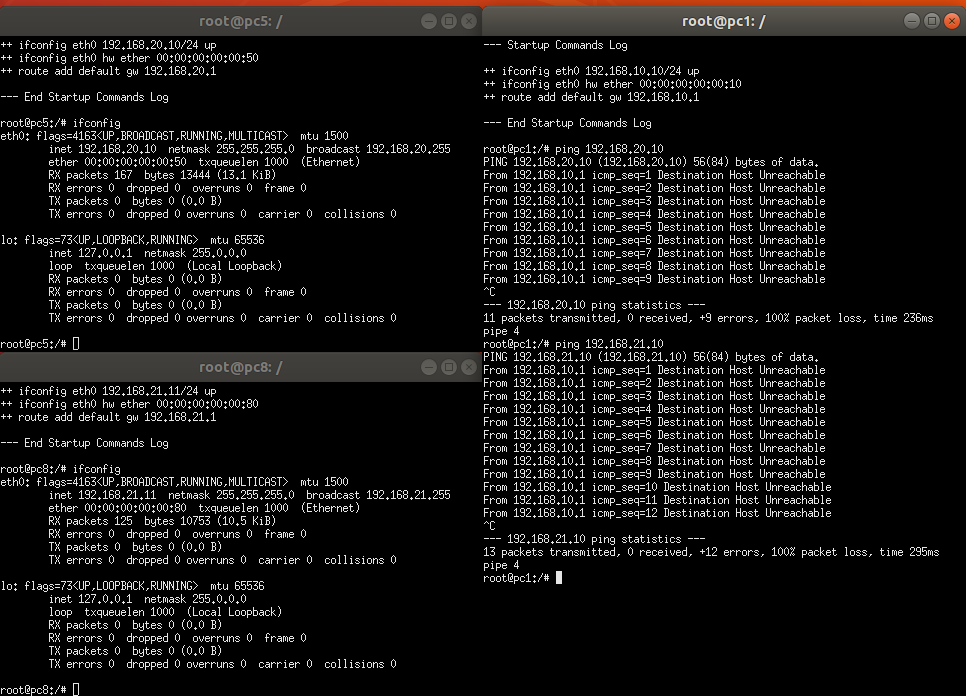 root@pc5: /
++ ifconfig eth0 192.168.20.10/24 up
++ ifconfig eth0 hw ether 00:00:00:00:00:50
++ route add default gw 192.168.20.1
--- End Startup Commands Log
root@pc5:/# ifconfig
eth0: flags=4163<UP,BROADCAST,RUNNING,MULTICAST>  mtu 1500
inet 192.168.20.10  netmask 255.255.255.0  broadcast 192.168.20.255
ether 00:00:00:00:00:50  txqueuelen 1000  (Ethernet)
RX packets 167  bytes 13444 (13.1 KiB)
RX errors 0  dropped 0  overruns 0  frame 0
TX packets 0  bytes 0 (0.0 B)
TX errors 0  dropped 0 overruns 0  carrier 0  collisions 0
lo: flags=73<UP,LOOPBACK,RUNNING>  mtu 65536
inet 127.0.0.1  netmask 255.0.0.0
loop  txqueuelen 1000  (Local Loopback)
RX packets 0  bytes 0 (0.0 B)
RX errors 0  dropped 0  overruns 0  frame 0
TX packets 0  bytes 0 (0.0 B)
TX errors 0  dropped 0 overruns 0  carrier 0  collisions 0
root@pc5:/#
root@pc8: /
++ ifconfig eth0 192.168.21.11/24 up
++ ifconfig eth0 hw ether 00:00:00:00:00:80
++ route add default gw 192.168.21.1
--- End Startup Commands Log
root@pc8:/# ifconfig
eth0: flags=4163<UP,BROADCAST,RUNNING,MULTICAST>  mtu 1500
inet 192.168.21.11  netmask 255.255.255.0  broadcast 192.168.21.255
ether 00:00:00:00:00:80  txqueuelen 1000  (Ethernet)
RX packets 125  bytes 10753 (10.5 KiB)
RX errors 0  dropped 0  overruns 0  frame 0
TX packets 0  bytes 0 (0.0 B)
TX errors 0  dropped 0 overruns 0  carrier 0  collisions 0
lo: flags=73<UP,LOOPBACK,RUNNING>  mtu 65536
inet 127.0.0.1  netmask 255.0.0.0
loop  txqueuelen 1000  (Local Loopback)
RX packets 0  bytes 0 (0.0 B)
RX errors 0  dropped 0  overruns 0  frame 0
TX packets 0  bytes 0 (0.0 B)
TX errors 0  dropped 0 overruns 0  carrier 0  collisions 0
root@pc8:/#
root@pc1: /
--- Startup Commands Log
++ ifconfig eth0 192.168.10.10/24 up
++ ifconfig eth0 hw ether 00:00:00:00:00:10
++ route add default gw 192.168.10.1
--- End Startup Commands Log
root@pc1:/# ping 192.168.20.10
PING 192.168.20.10 (192.168.20.10) 56(84) bytes of data.
From 192.168.10.1 icmp_seq=1 Destination Host Unreachable
From 192.168.10.1 icmp_seq=2 Destination Host Unreachable
From 192.168.10.1 icmp_seq=3 Destination Host Unreachable
From 192.168.10.1 icmp_seq=4 Destination Host Unreachable
From 192.168.10.1 icmp_seq=5 Destination Host Unreachable
From 192.168.10.1 icmp_seq=6 Destination Host Unreachable
From 192.168.10.1 icmp_seq=7 Destination Host Unreachable
From 192.168.10.1 icmp_seq=8 Destination Host Unreachable
From 192.168.10.1 icmp_seq=9 Destination Host Unreachable
^C
--- 192.168.20.10 ping statistics ---
11 packets transmitted, 0 received, +9 errors, 100% packet loss, time 236ms
pipe 4
root@pc1:/# ping 192.168.21.10
PING 192.168.21.10 (192.168.21.10) 56(84) bytes of data.
From 192.168.10.1 icmp_seq=1 Destination Host Unreachable
From 192.168.10.1 icmp_seq=2 Destination Host Unreachable
From 192.168.10.1 icmp_seq=3 Destination Host Unreachable
From 192.168.10.1 icmp_seq=4 Destination Host Unreachable
From 192.168.10.1 icmp_seq=5 Destination Host Unreachable
From 192.168.10.1 icmp_seq=6 Destination Host Unreachable
From 192.168.10.1 icmp_seq=7 Destination Host Unreachable
From 192.168.10.1 icmp_seq=8 Destination Host Unreachable
From 192.168.10.1 icmp_seq=9 Destination Host Unreachable
From 192.168.10.1 icmp_seq=10 Destination Host Unreachable
From 192.168.10.1 icmp_seq=11 Destination Host Unreachable
From 192.168.10.1 icmp_seq=12 Destination Host Unreachable
^C
--- 192.168.21.10 ping statistics ---
13 packets transmitted, 0 received, +12 errors, 100% packet loss, time 295ms
pipe 4
root@pc1:/#